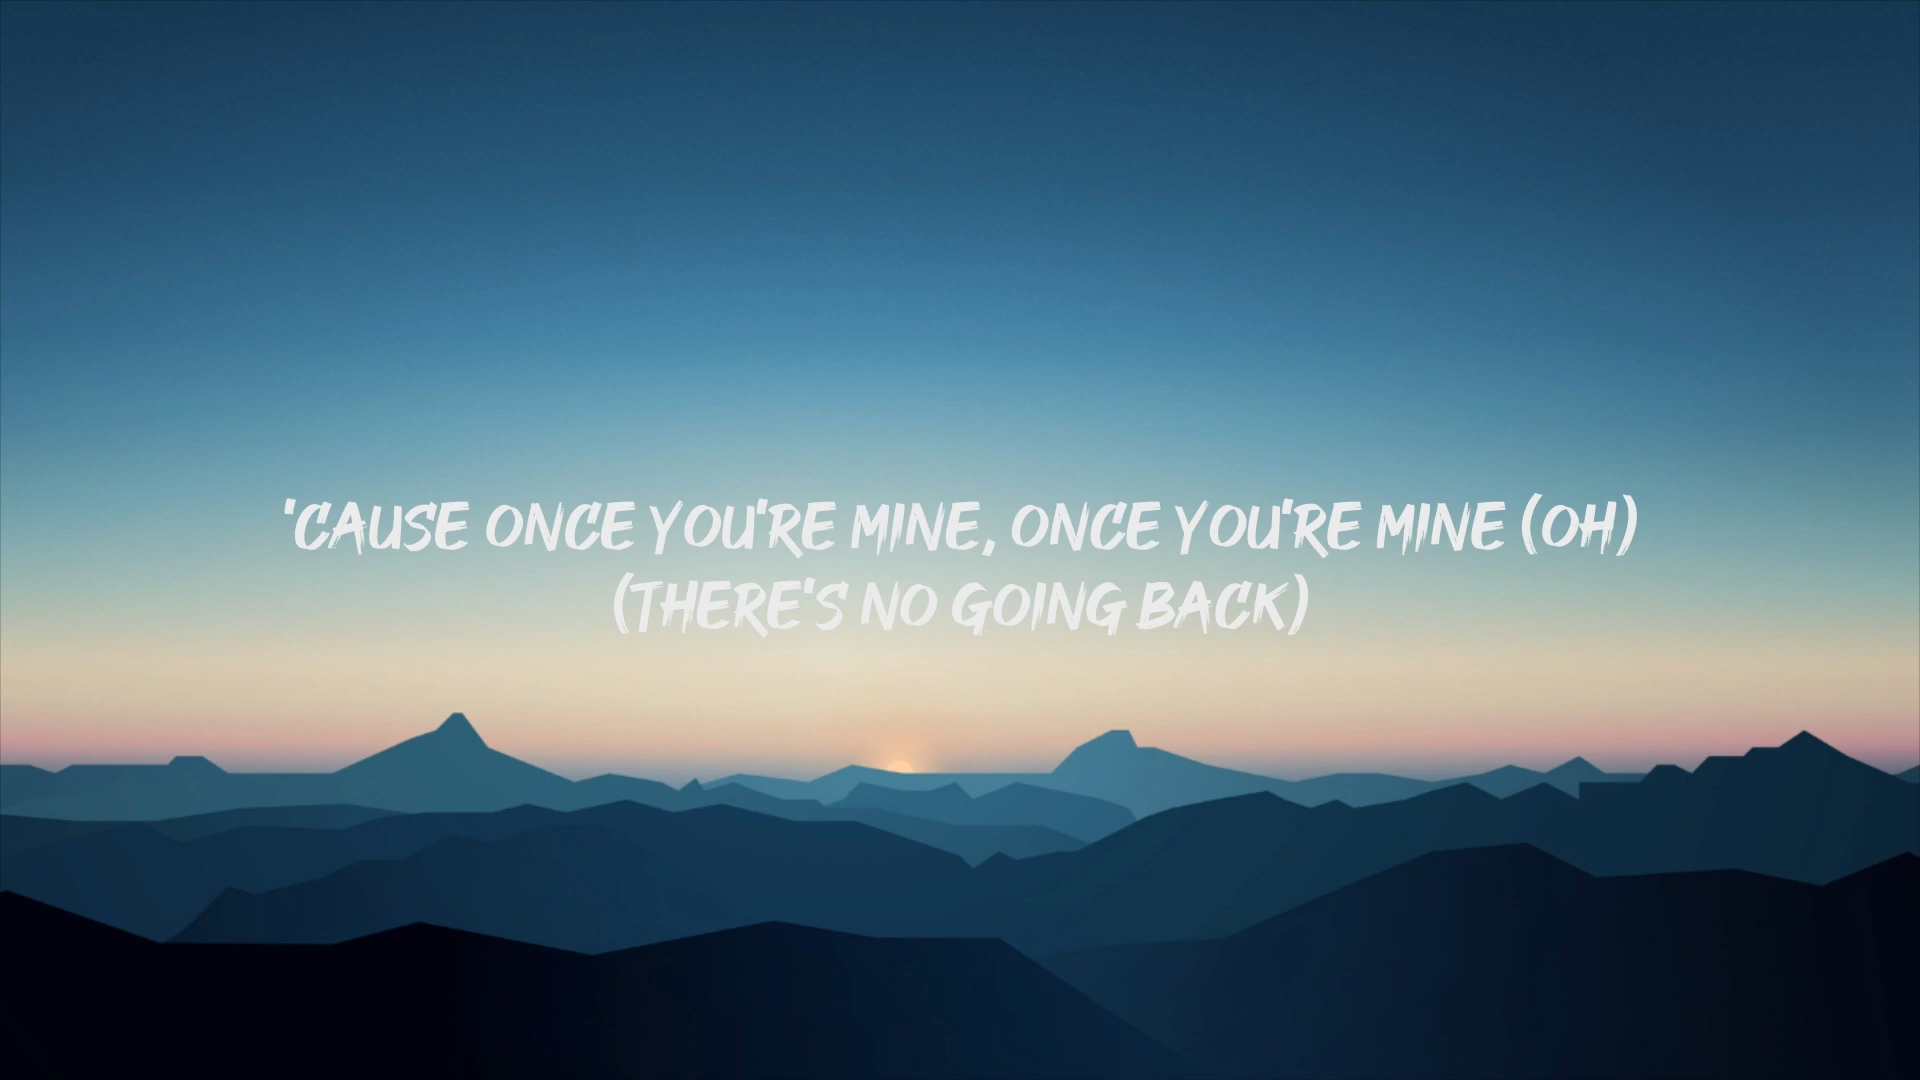 'CAUSE ONCE YOU'RE MINE, ONCE YOU'RE MINE (OH)
(THERE'S NO GOING BACK)